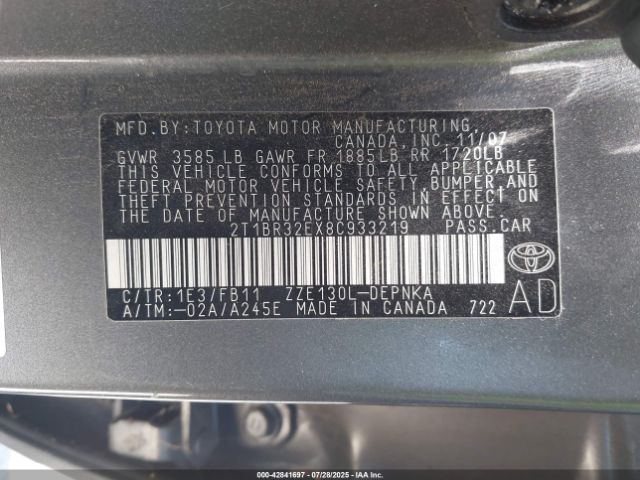 MFD.BY:TOYOTA MOTOR MANUFACTURING
CANADA,INC. 11/07
GVWR 3585 LB GAWR FR 1885LB RR 1720LB
THIS VEHICLE CONFORMS TO ALL APPLICABLE
FEDERAL MOTOR VEHICLE SAFETY,BUMPER,AND
THEFT PREVENTION STANDARDS IN EFFECT ON
THE DATE OF MANUFACTURE SHOWN ABOVE.
2T1BR32EX8C933219 PASS.CAR
C/TR:1E3/FB11 ZZE130L-DEPNKA
A/TM:-02A/A245E MADE IN CANADA 722
AD
000-42841697 | 07/28/2025 | © COPART, INC.